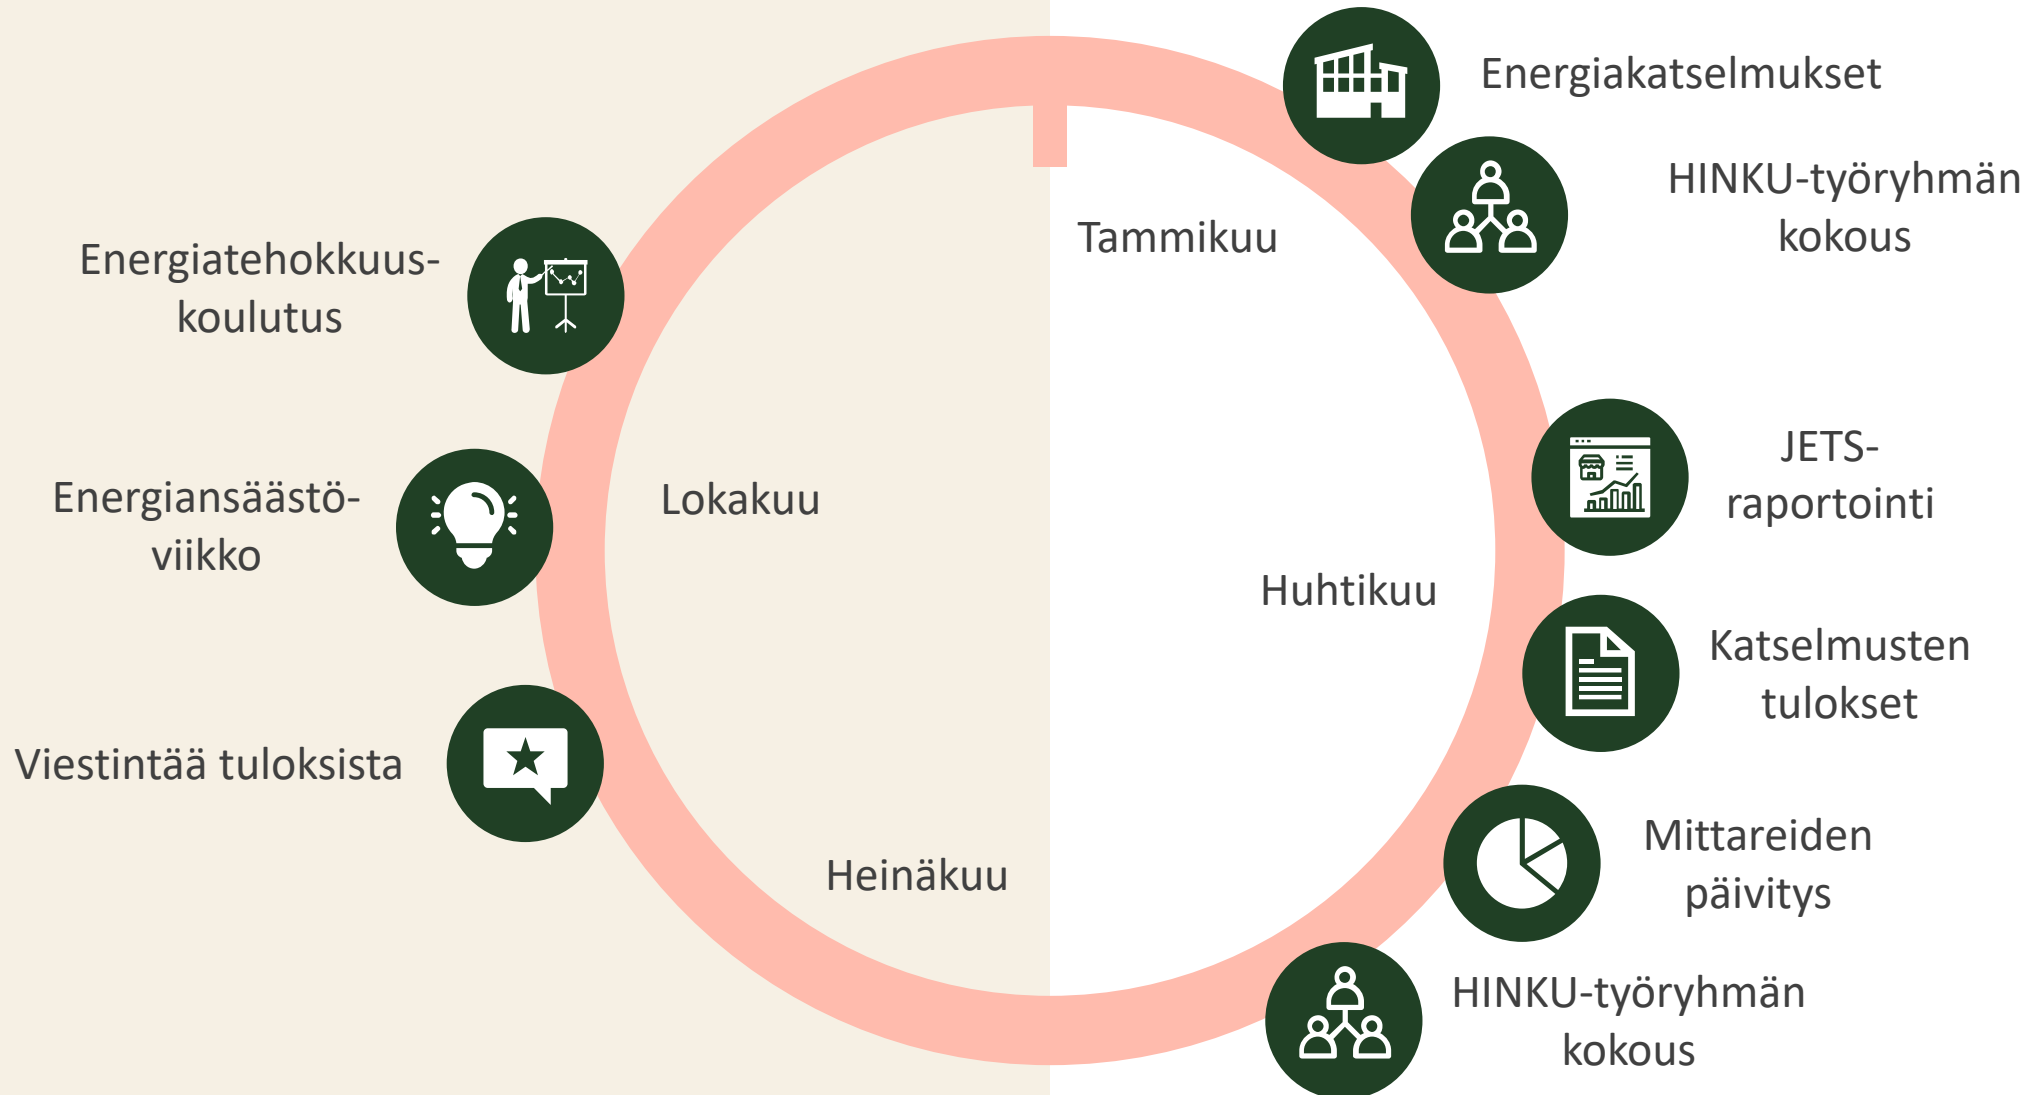 Energiakatselmukset
HINKU-työryhmän
kokous
Tammikuu
JETS-
raportointi
Huhtikuu
Katselmusten
tulokset
Mittareiden
päivitys
HINKU-työryhmän
kokous
Heinäkuu
Viestintää tuloksista
Lokakuu
Energiansäästö-
viikko
Energiatehokkuus-
koulutus